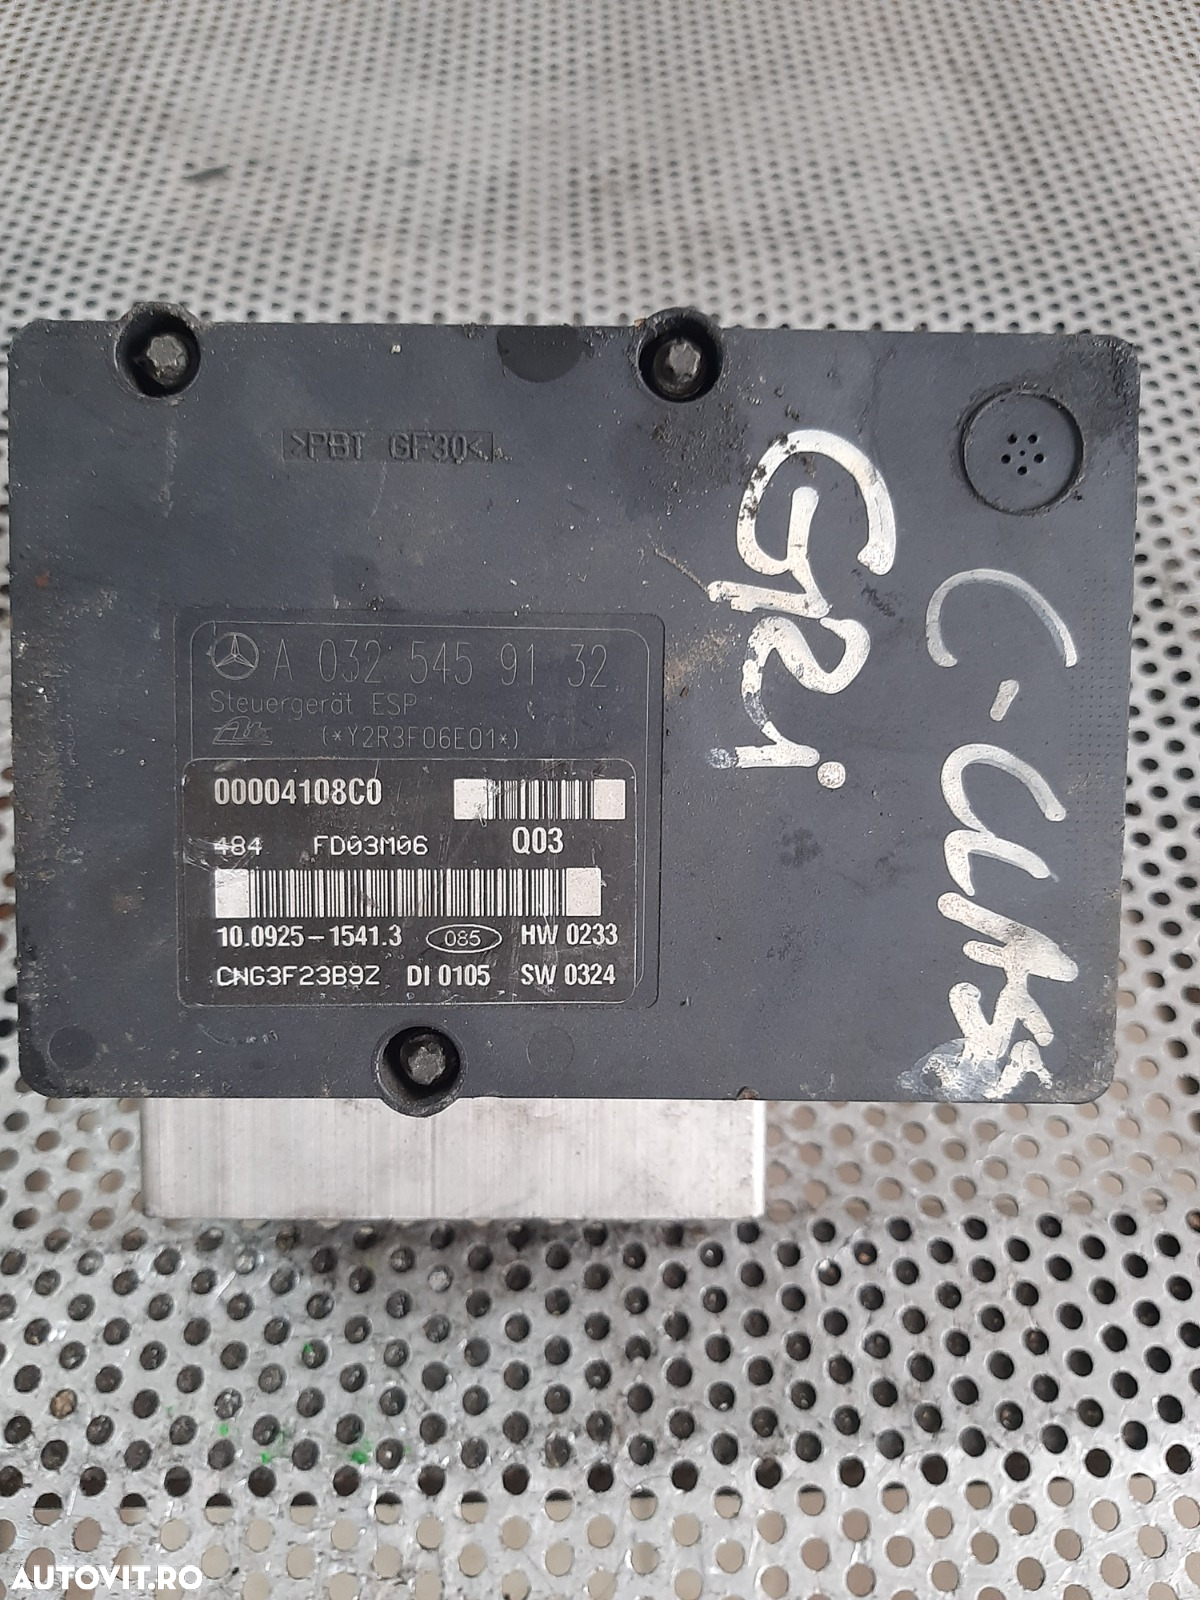 >PBT GF30<
A 032 545 91 32
Steuergerät ESP
(*Y2R3F06E01*)
00004108C0
484 FD03M06 Q03
10.0925-1541.3 085 HW 0233
CNG3F23B9Z DI 0105 SW 0324
C-CLASS
AUTOVIT.RO